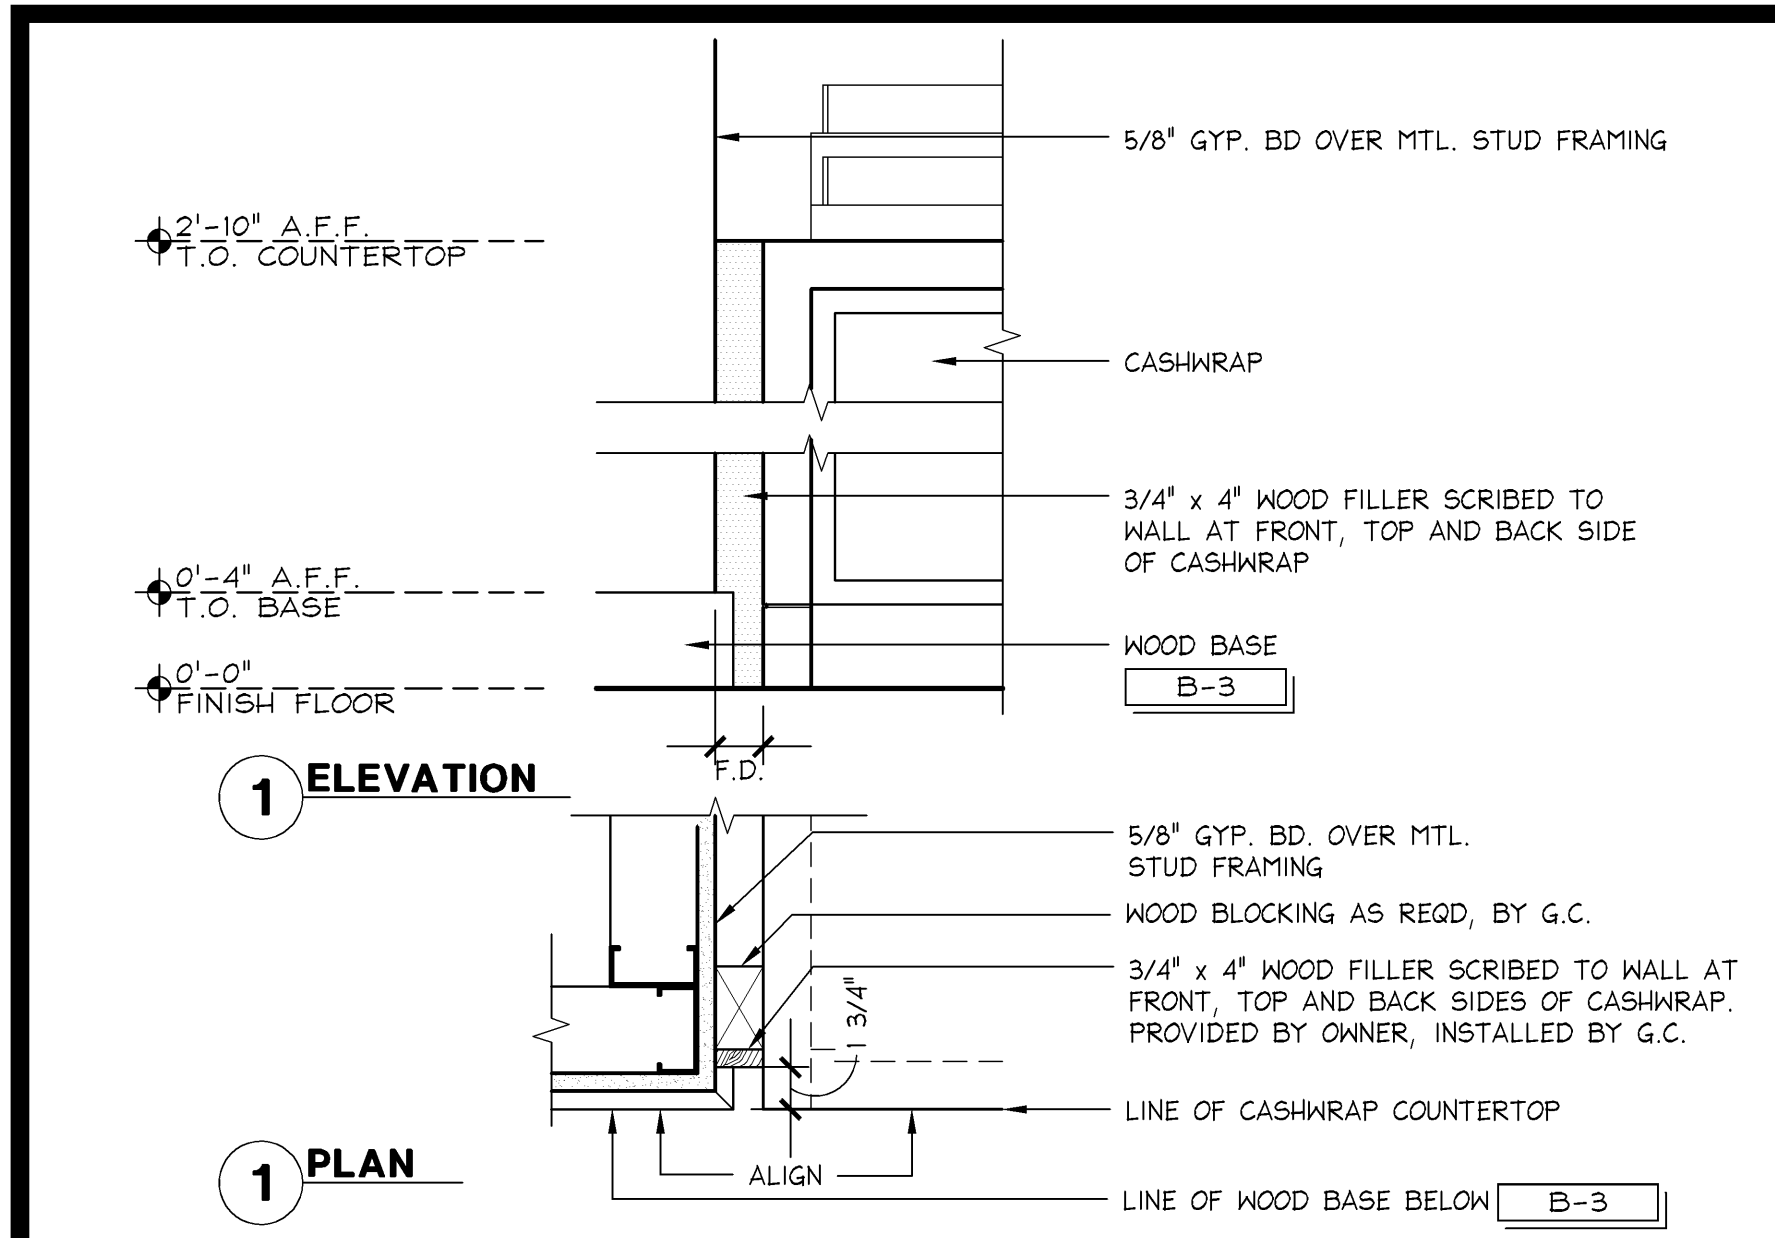 5/8" GYP. BD OVER MTL. STUD FRAMING
2'-10" A.F.F.
T.O. COUNTERTOP
CASHWRAP
3/4" x 4" WOOD FILLER SCRIBED TO
WALL AT FRONT, TOP AND BACK SIDE
OF CASHWRAP
0'-4" A.F.F.
T.O. BASE
WOOD BASE
B-3
0'-0"
FINISH FLOOR
F.D.
1 ELEVATION
5/8" GYP. BD. OVER MTL.
STUD FRAMING
WOOD BLOCKING AS REQD, BY G.C.
3/4" x 4" WOOD FILLER SCRIBED TO WALL AT
FRONT, TOP AND BACK SIDES OF CASHWRAP.
PROVIDED BY OWNER, INSTALLED BY G.C.
1 3/4"
LINE OF CASHWRAP COUNTERTOP
1 PLAN
ALIGN
LINE OF WOOD BASE BELOW B-3